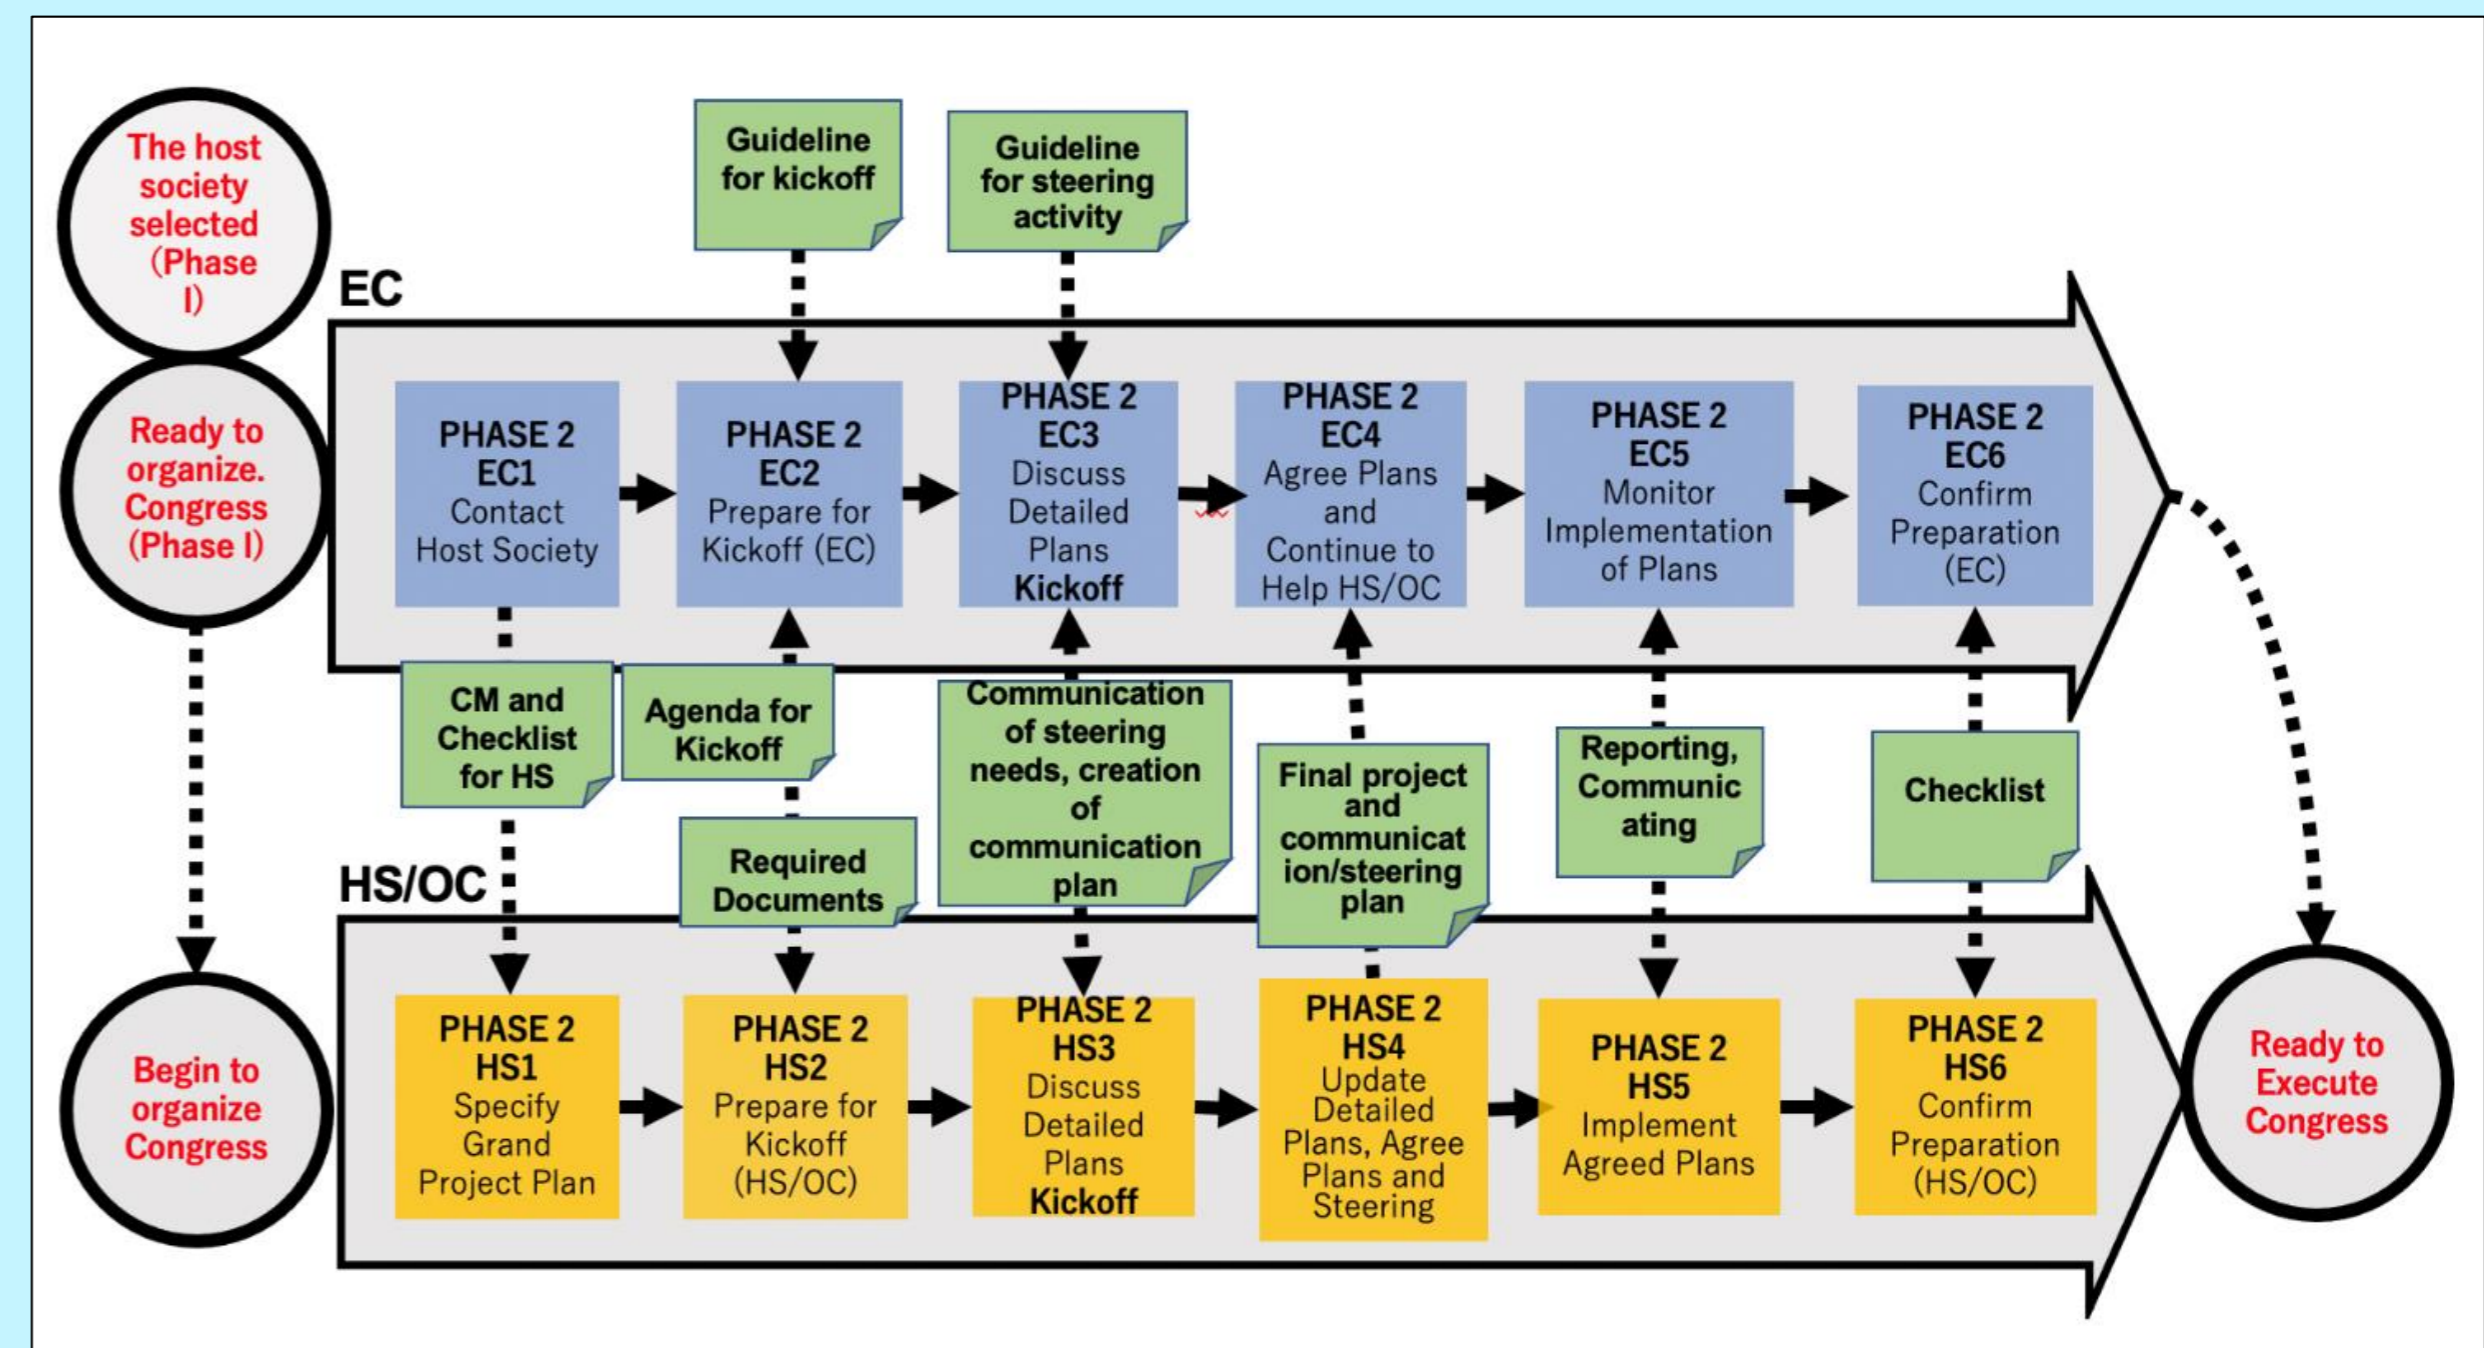 The host
society
selected
（Phase
I)
Guideline
for kickoff
Guideline
for steering
activity
EC
Ready to
organize.
Congress
(Phase I)
PHASE 2
EC1
Contact
Host Society
PHASE 2
EC2
Prepare for
Kickoff (EC)
PHASE 2
EC3
Discuss
Detailed
Plans
Kickoff
PHASE 2
EC4
Agree Plans
and
Continue to
Help HS/OC
PHASE 2
EC5
Monitor
Implementation
of Plans
PHASE 2
EC6
Confirm
Preparation
(EC)
CM and
Checklist
for HS
Agenda for
Kickoff
Required
Documents
Communication
of steering
needs, creation
of
communication
plan
Final project
and
communicat
ion/steering
plan
Reporting,
Communic
ating
Checklist
HS/OC
Begin to
organize
Congress
PHASE 2
HS1
Specify
Grand
Project Plan
PHASE 2
HS2
Prepare for
Kickoff
(HS/OC)
PHASE 2
HS3
Discuss
Detailed
Plans
Kickoff
PHASE 2
HS4
Update
Detailed
Plans, Agree
Plans and
Steering
PHASE 2
HS5
Implement
Agreed Plans
PHASE 2
HS6
Confirm
Preparation
(HS/OC)
Ready to
Execute
Congress